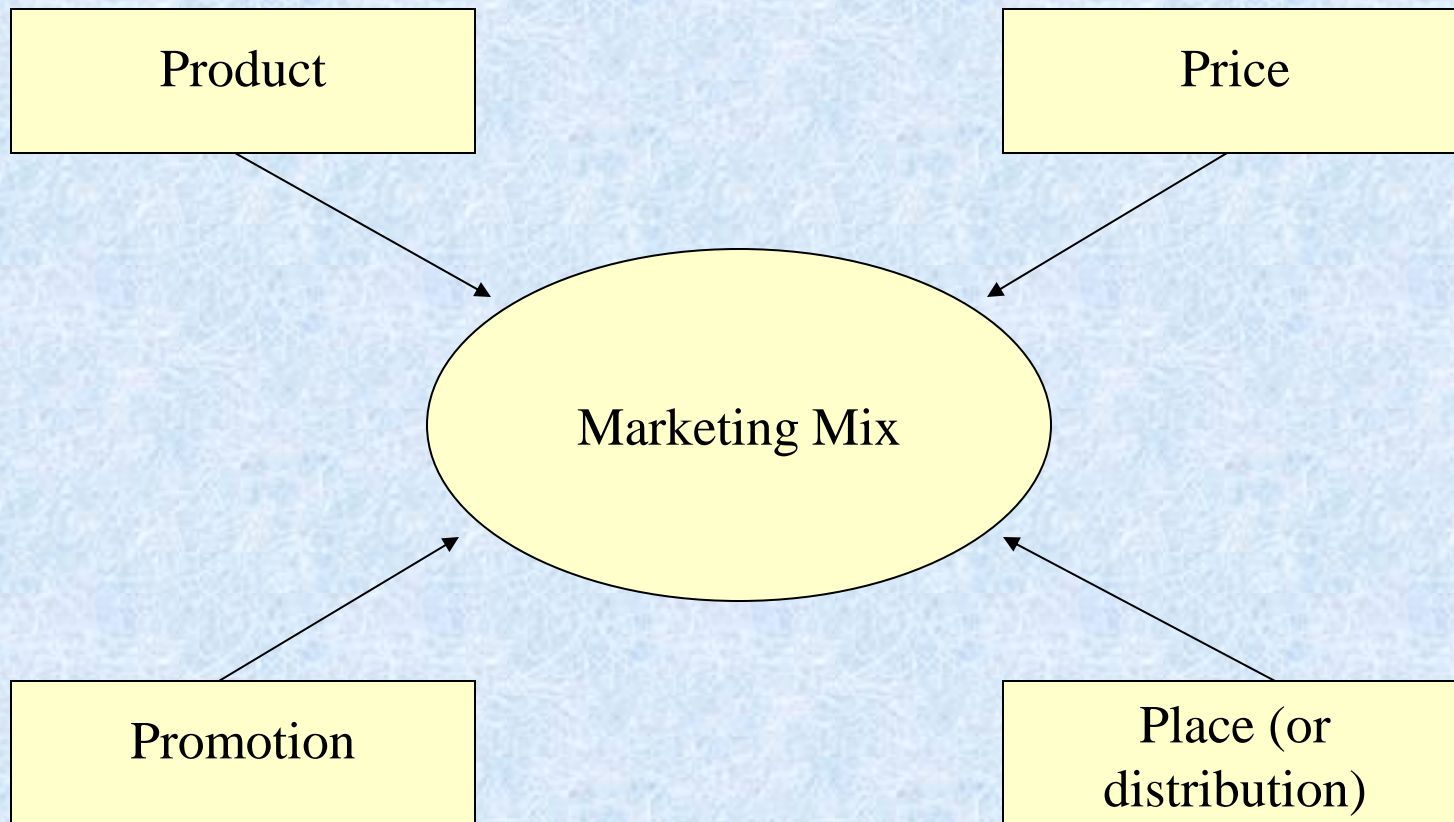 Product
Price
Marketing Mix
Promotion
Place (or
distribution)